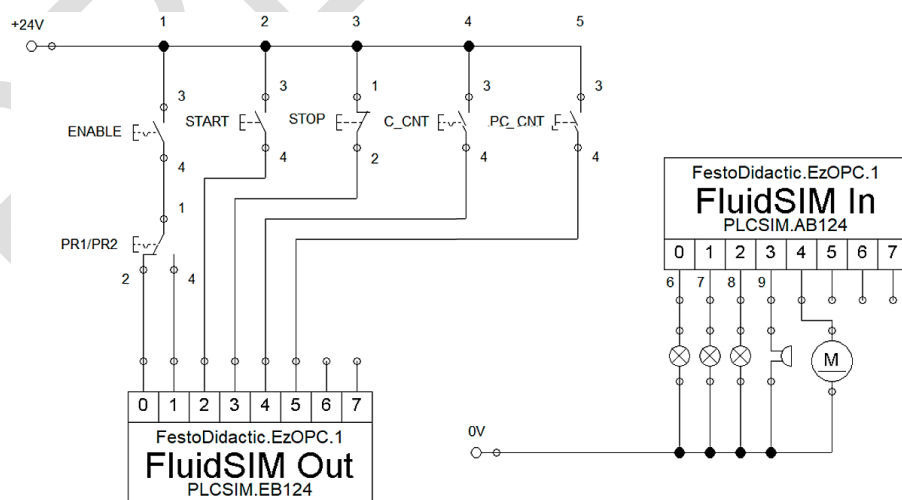 +24V 1 2 3 4 5
3 3 1 3 3
ENABLE START STOP C_CNT PC_CNT
4 4 2 4 4
1
PR1/PR2
2 4
0 1 2 3 4 5 6 7
FestoDidactic.EzOPC.1
FluidSIM Out
PLCSIM.EB124
FestoDidactic.EzOPC.1
FluidSIM In
PLCSIM.AB124
0 1 2 3 4 5 6 7
6 7 8 9
M
0V